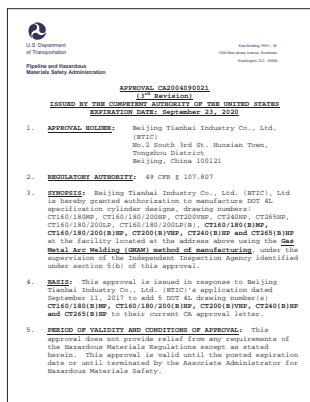 U.S. Department
of Transportation
East Building, PHH – 32
1200 New Jersey Avenue, Southeast
Washington, D.C. 20590
Pipeline and Hazardous
Materials Safety Administration
APPROVAL CA2004090021
(3rd Revision)
ISSUED BY THE COMPETENT AUTHORITY OF THE UNITED STATES
EXPIRATION DATE: September 23, 2020
1. APPROVAL HOLDER: Beijing Tianhai Industry Co., Ltd.
(BTIC)
No.2 South 3rd St. Huoxian Town,
Tongzhou District
Beijing, China 100121
2. REGULATORY AUTHORITY: 49 CFR § 107.807
3. SYNOPSIS: Beijing Tianhai Industry Co., Ltd. (BTIC), Ltd
is hereby granted authorization to manufacture DOT 4L
specification cylinder designs, drawing numbers:
CT160/180MP, CT160/180/200HP, CT200VHP, CT240HP, CT265HP,
CT160/180/200LP, CT160/180/200LP(B), CT160/180(B)MP,
CT160/180/200(B)HP, CT200(B)VHP, CT240(B)HP and CT265(B)HP
at the facility located at the address above using the Gas
Metal Arc Welding (GMAW) method of manufacturing, under the
supervision of the Independent Inspection Agency identified
under section 5(b) of this approval.
4. BASIS: This approval is issued in response to Beijing
Tianhai Industry Co., Ltd. (BTIC)'s application dated
September 11, 2017 to add 5 DOT 4L drawing number(s)
CT160/180(B)MP, CT160/180/200(B)HP, CT200(B)VHP, CT240(B)HP
and CT265(B)HP to their current CA approval letter.
5. PERIOD OF VALIDITY AND CONDITIONS OF APPROVAL: This
approval does not provide relief from any requirements of
the Hazardous Materials Regulations except as stated
herein. This approval is valid until the posted expiration
date or until terminated by the Associate Administrator for
Hazardous Materials Safety.